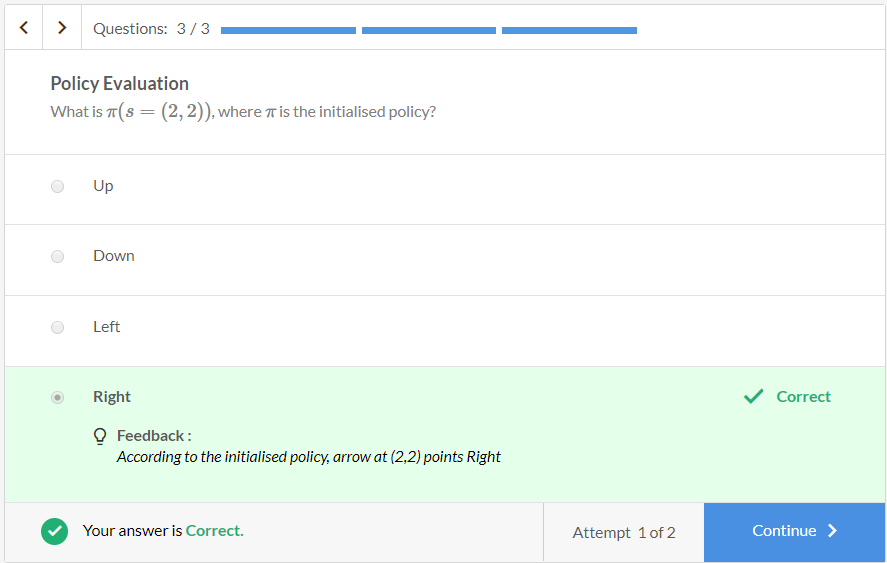 Questions: 3 / 3
Policy Evaluation
What is π(s = (2, 2)), where π is the initialised policy?
Up
Down
Left
Right
Correct
Feedback :
According to the initialised policy, arrow at (2,2) points Right
Your answer is Correct.
Attempt 1 of 2
Continue